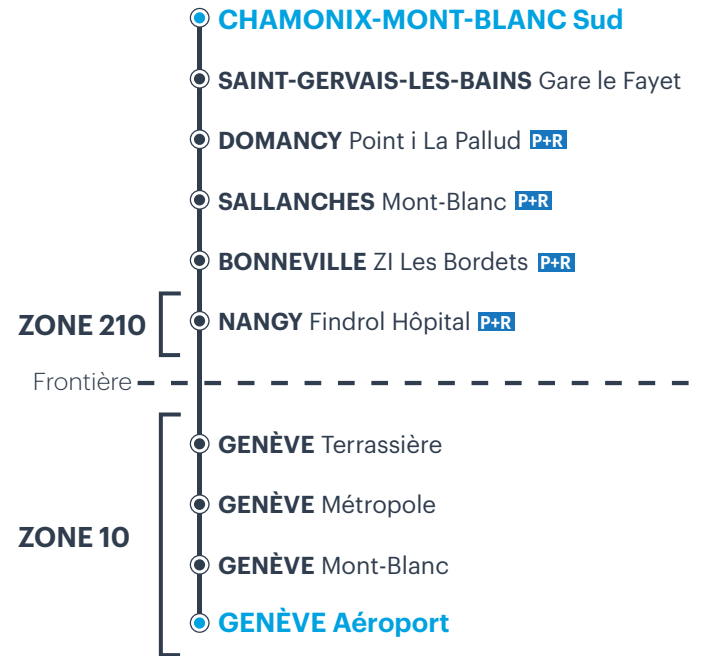 CHAMONIX-MONT-BLANC Sud
SAINT-GERVAIS-LES-BAINS Gare le Fayet
DOMANCY Point i La Pallud P+R
SALLANCHES Mont-Blanc P+R
BONNEVILLE ZI Les Bordets P+R
ZONE 210 NANGY Findrol Hôpital P+R
Frontière
GENÈVE Terrassière
GENÈVE Métropole
ZONE 10
GENÈVE Mont-Blanc
GENÈVE Aéroport